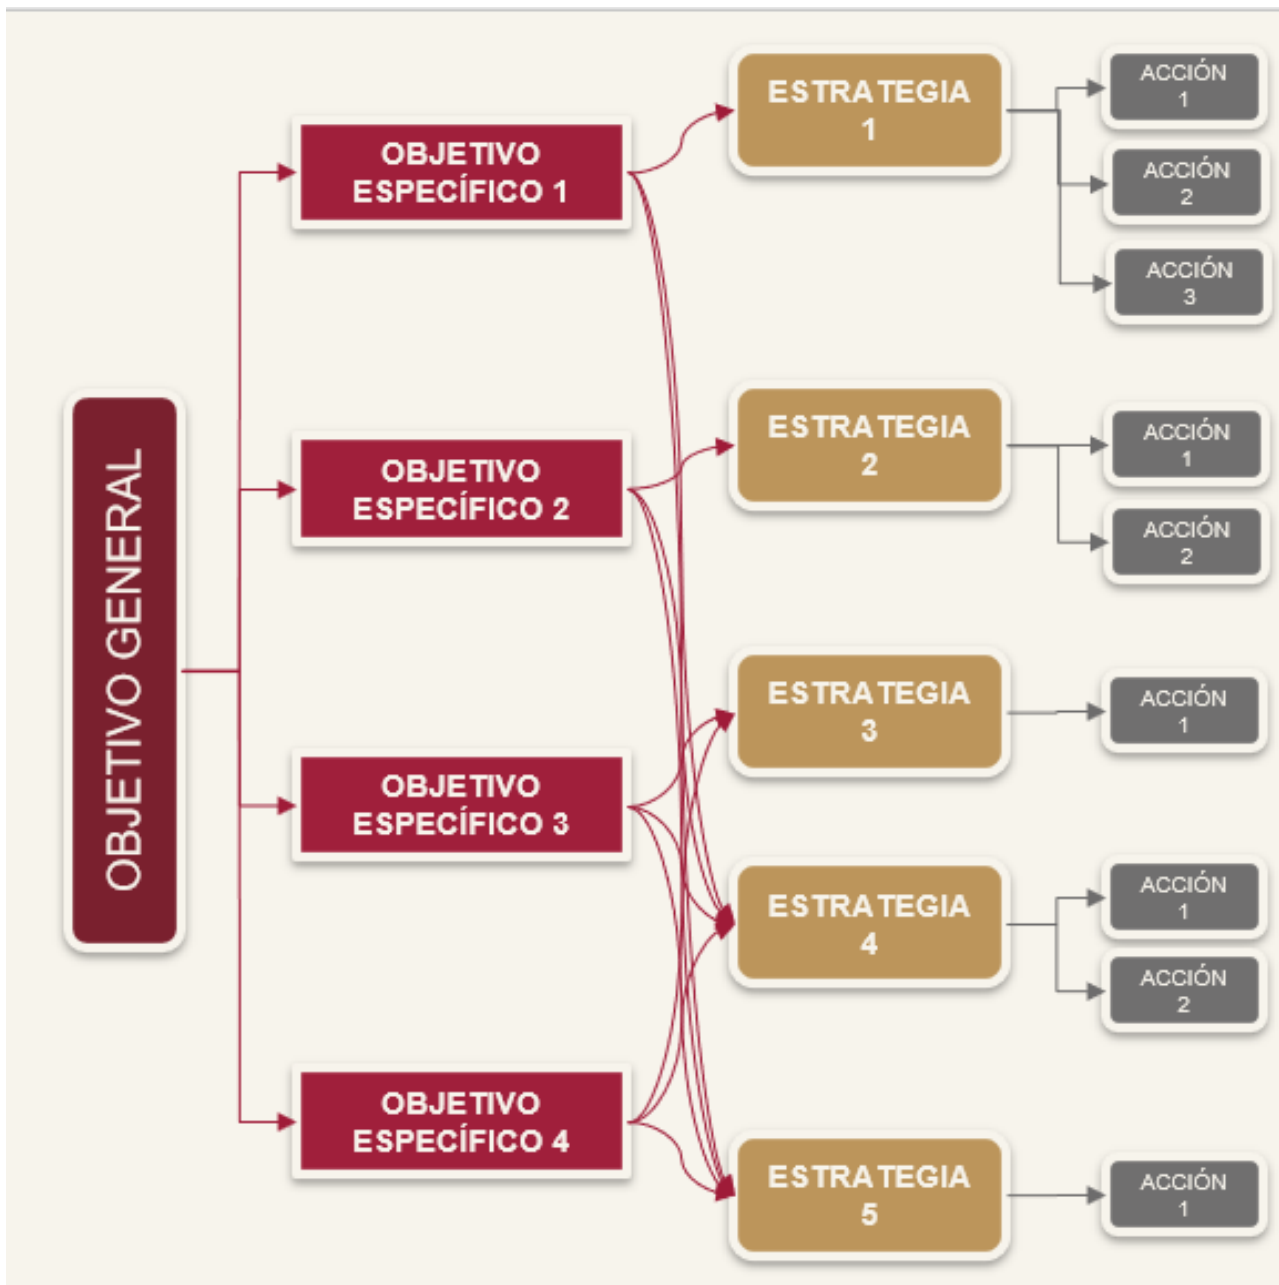 OBJETIVO GENERAL
OBJETIVO
ESPECÍFICO 1
OBJETIVO
ESPECÍFICO 2
OBJETIVO
ESPECÍFICO 3
OBJETIVO
ESPECÍFICO 4
ESTRATEGIA
1
ESTRATEGIA
2
ESTRATEGIA
3
ESTRATEGIA
4
ESTRATEGIA
5
ACCIÓN
1
ACCIÓN
2
ACCIÓN
3
ACCIÓN
1
ACCIÓN
2
ACCIÓN
1
ACCIÓN
1
ACCIÓN
2
ACCIÓN
1